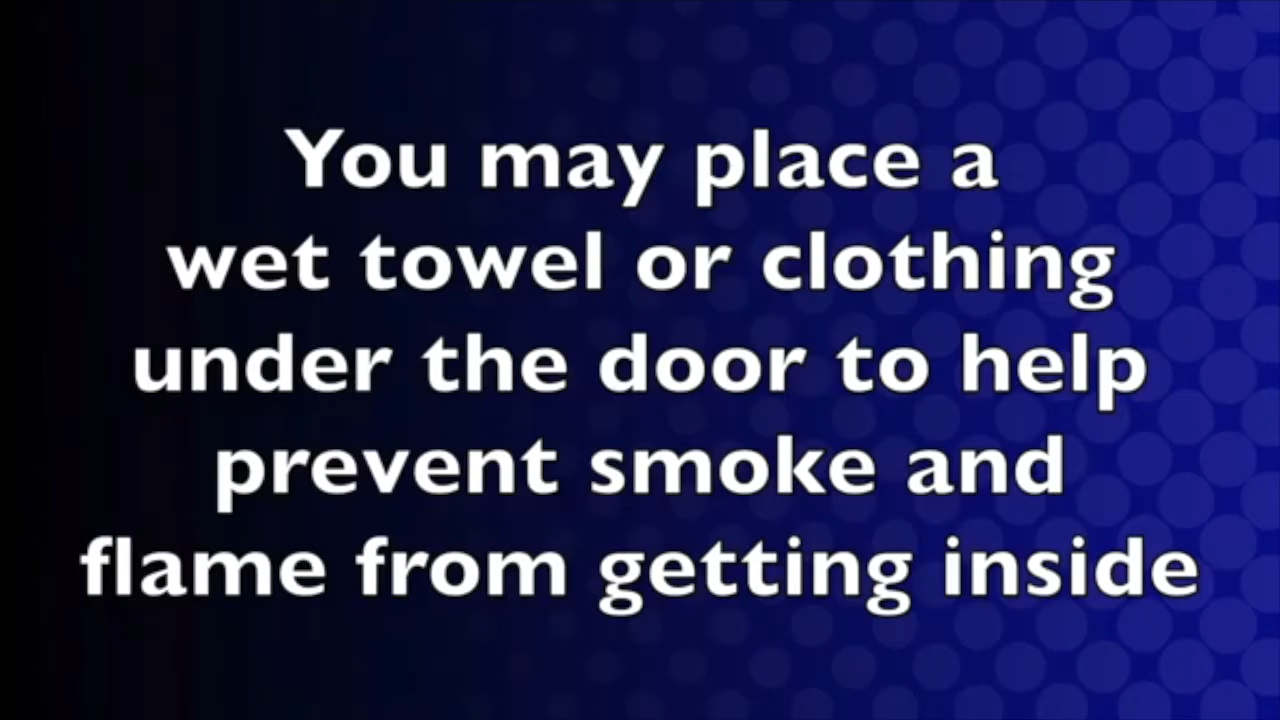 You may place a
wet towel or clothing
under the door to help
prevent smoke and
flame from getting inside